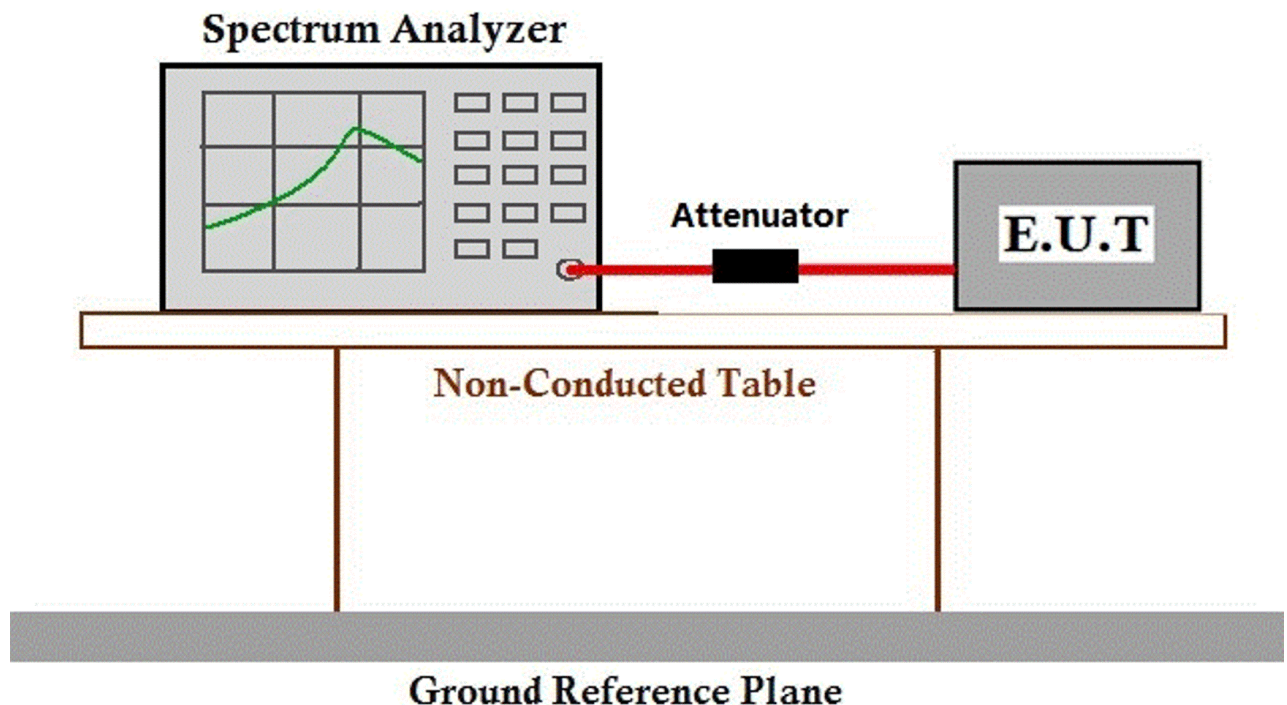 Spectrum Analyzer
Attenuator
E.U.T
Non-Conducted Table
Ground Reference Plane